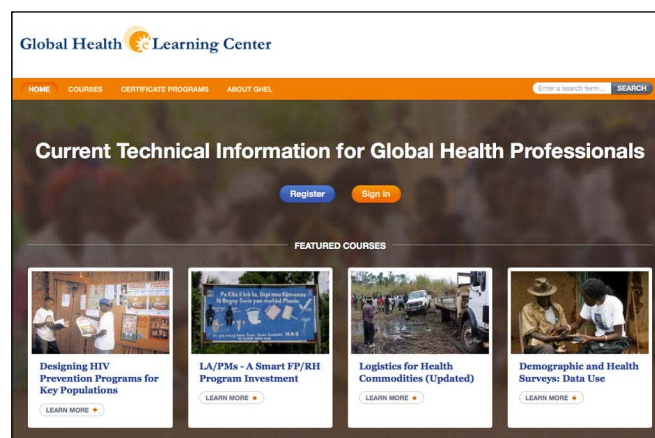 Global Health eLearning Center
HOME COURSES CERTIFICATE PROGRAMS ABOUT GHEL
Enter a search term... SEARCH
Current Technical Information for Global Health Professionals
Register Sign In
FEATURED COURSES
Designing HIV
Prevention Programs for
Key Populations
LEARN MORE
LA/PMs - A Smart FP/RH
Program Investment
LEARN MORE
Logistics for Health
Commodities (Updated)
LEARN MORE
Demographic and Health
Surveys: Data Use
LEARN MORE